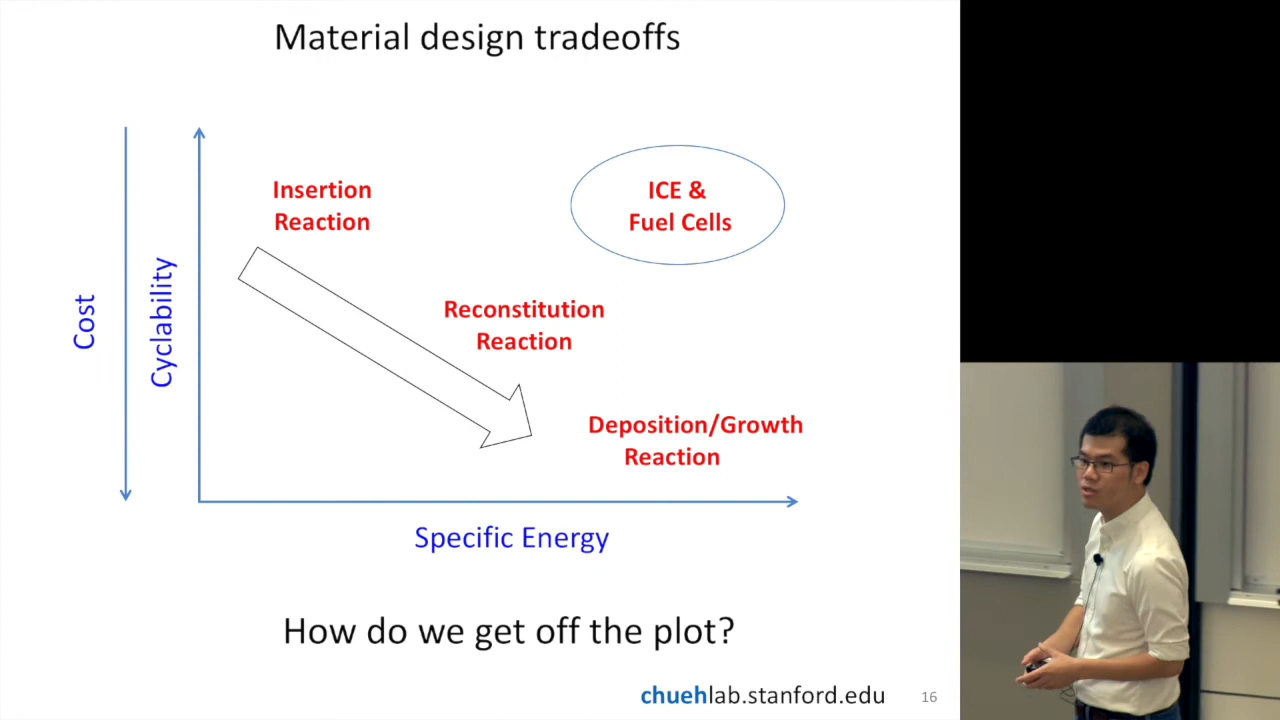 Material design tradeoffs
Cost
Cyclability
Insertion
Reaction
ICE &
Fuel Cells
Reconstitution
Reaction
Deposition/Growth
Reaction
Specific Energy
How do we get off the plot?
chuehlab.stanford.edu
16